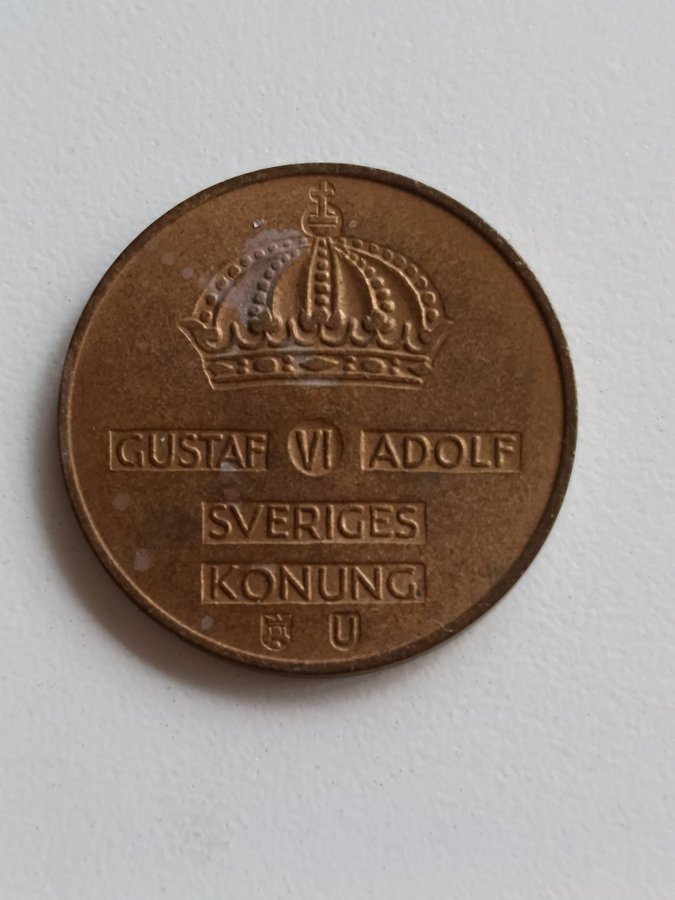 GUSTAF VI ADOLF
SVERIGES
KONUNG
U